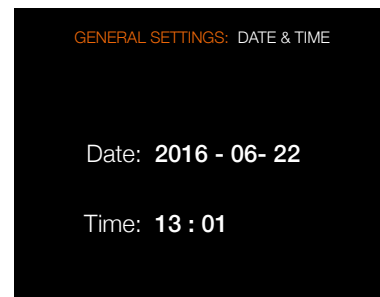 GENERAL SETTINGS: DATE & TIME
Date: 2016 - 06- 22
Time: 13 : 01